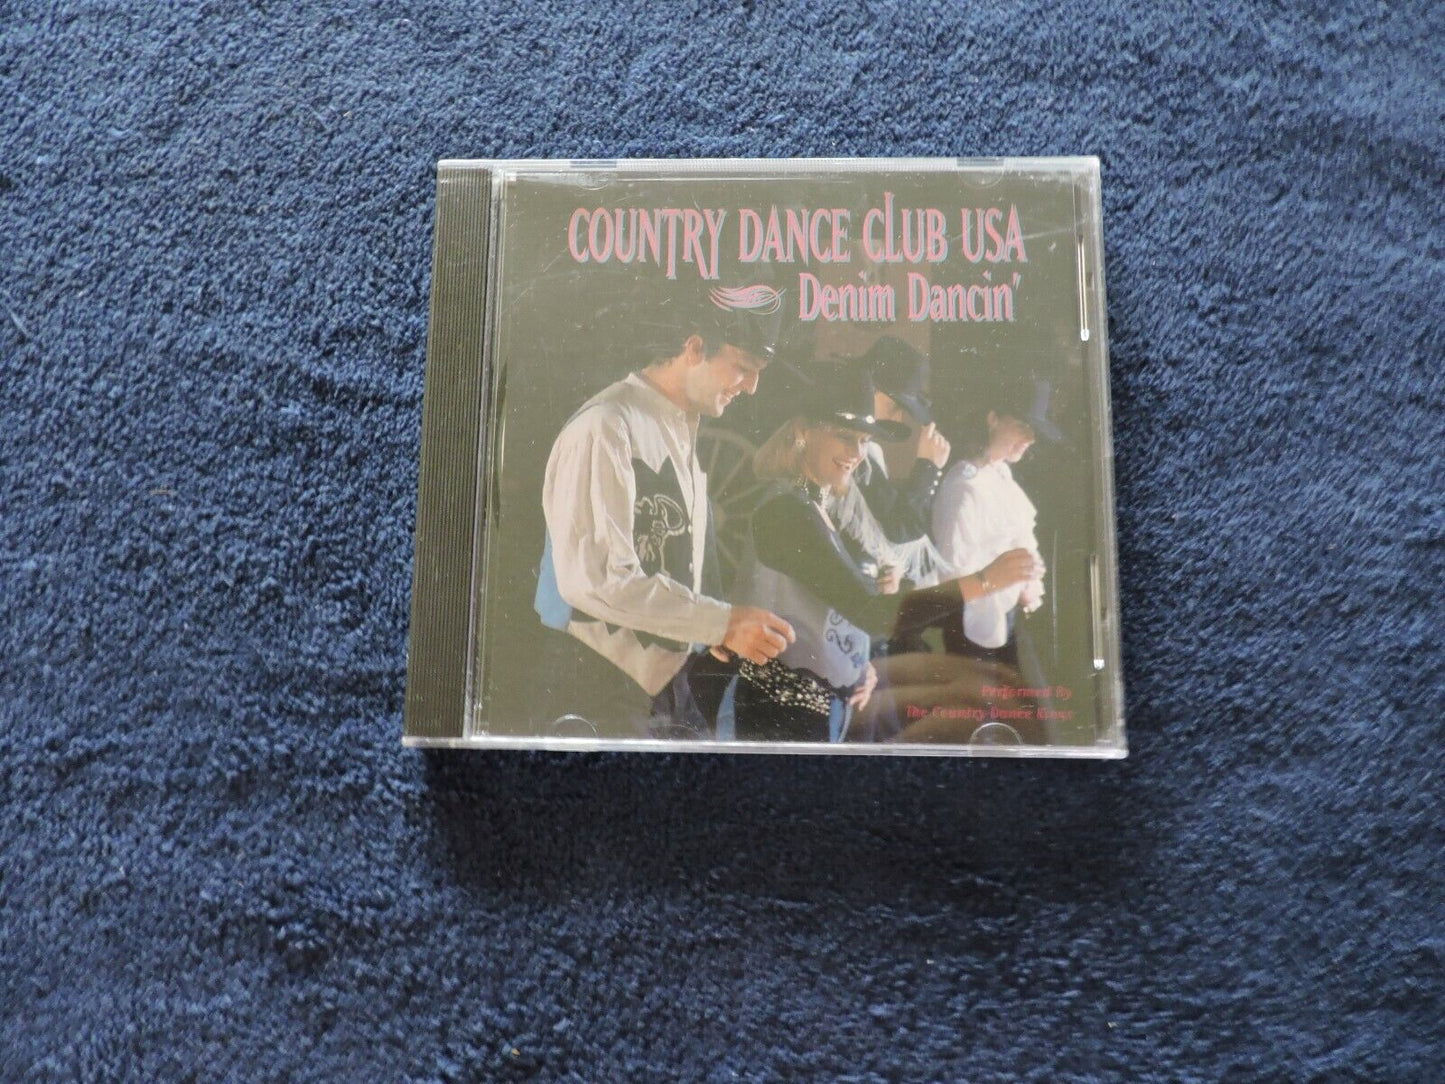 COUNTRY DANCE CLUB USA
Denim Dancin'
Performed By
The Country Dance Kings